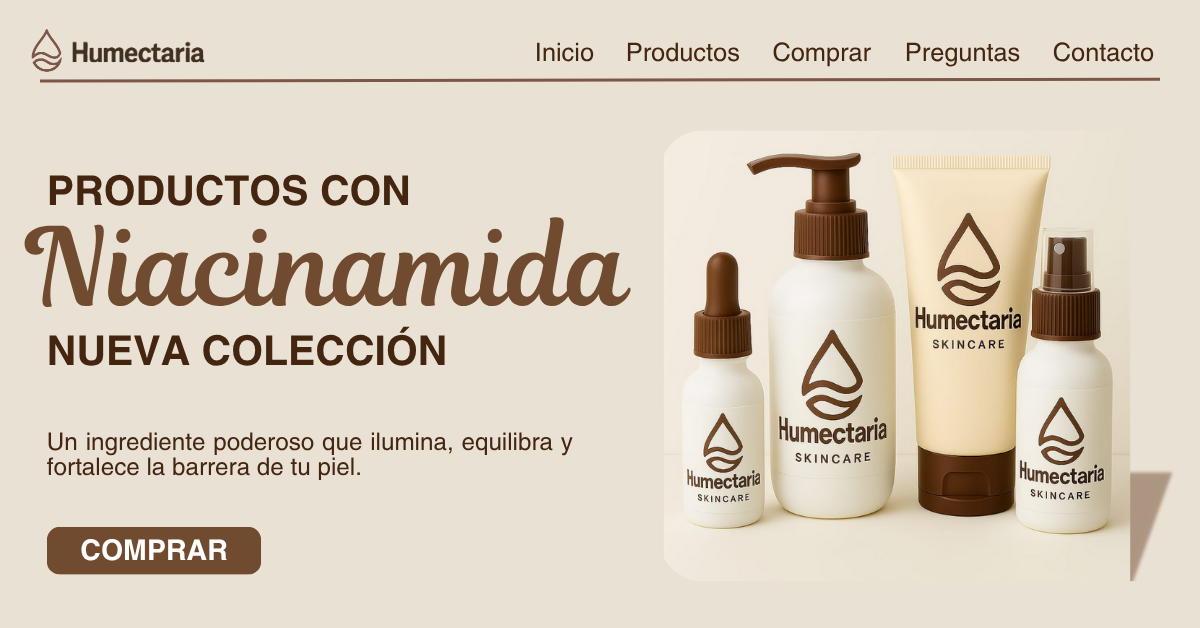 Humectaria
Inicio Productos Comprar Preguntas Contacto
PRODUCTOS CON
Niacinamida
NUEVA COLECCIÓN
Un ingrediente poderoso que ilumina, equilibra y
fortalece la barrera de tu piel.
COMPRAR
Humectaria
SKINCARE
Humectaria
SKINCARE
Humectaria
SKINCARE
Humectaria
SKINCARE